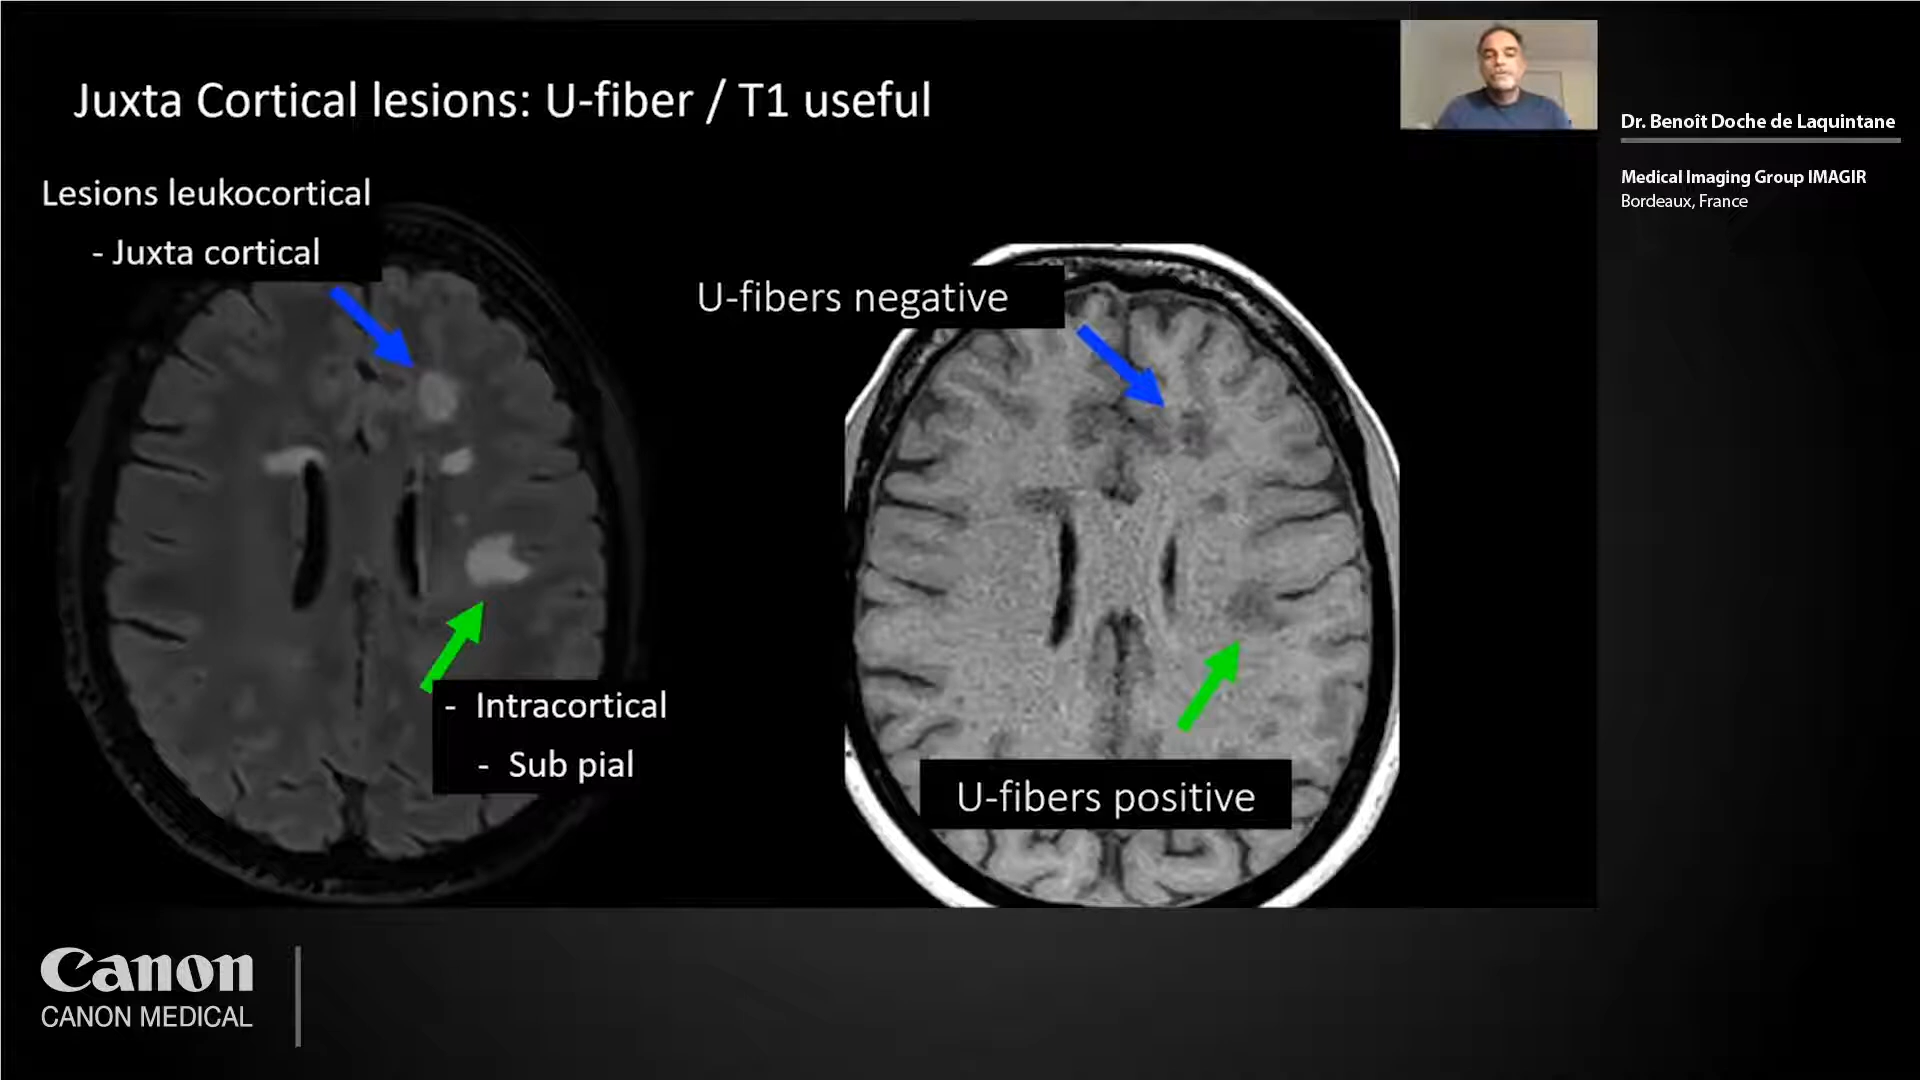 Juxta Cortical lesions: U-fiber / T1 useful
Lesions leukocortical
- Juxta cortical
U-fibers negative
- Intracortical
- Sub pial
U-fibers positive
Dr. Benoît Doche de Laquintane
Medical Imaging Group IMAGIR
Bordeaux, France
Canon
CANON MEDICAL